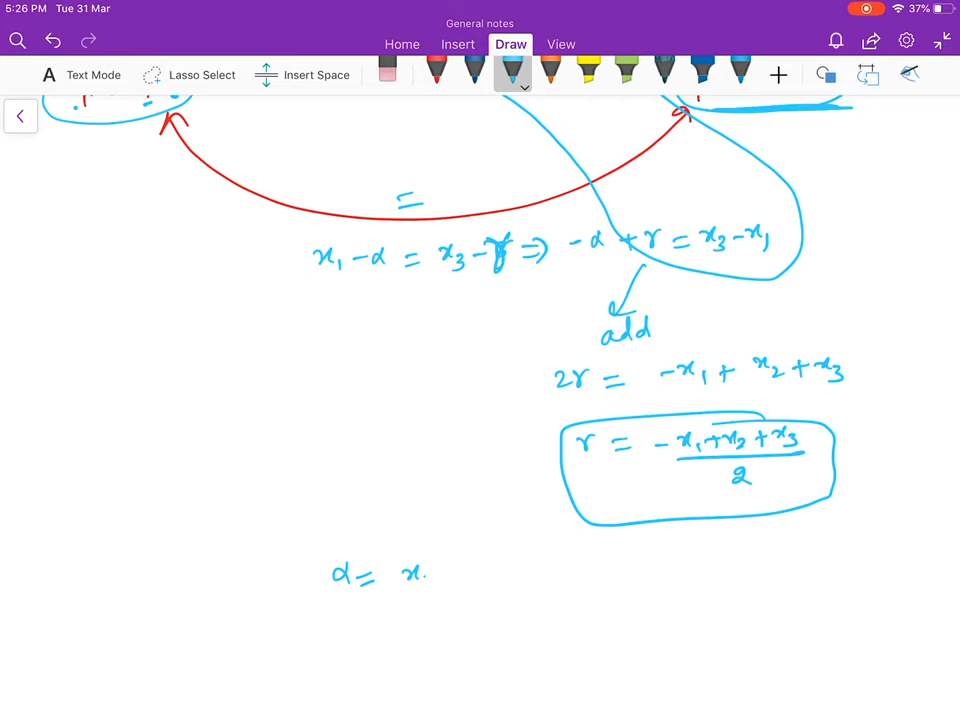 5:26 PM Tue 31 Mar
37%
General notes
Home Insert Draw View
A Text Mode Lasso Select Insert Space
=
x₁ - α = x₃ - γ ⇒ -α + γ = x₃ - x₁
add
2γ = -x₁ + x₂ + x₃
γ = -x₁ + x₂ + x₃
2
α = x